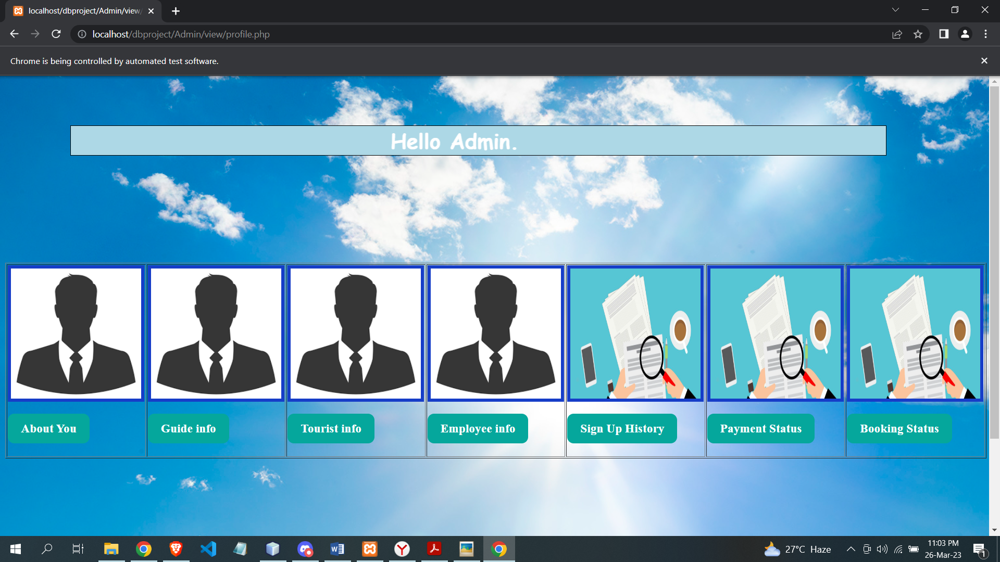 localhost/dbproject/Admin/view/
localhost/dbproject/Admin/view/profile.php
Chrome is being controlled by automated test software.
Hello Admin.
About You
Guide info
Tourist info
Employee info
Sign Up History
Payment Status
Booking Status
27°C Haze
11:03 PM
26-Mar-23
1